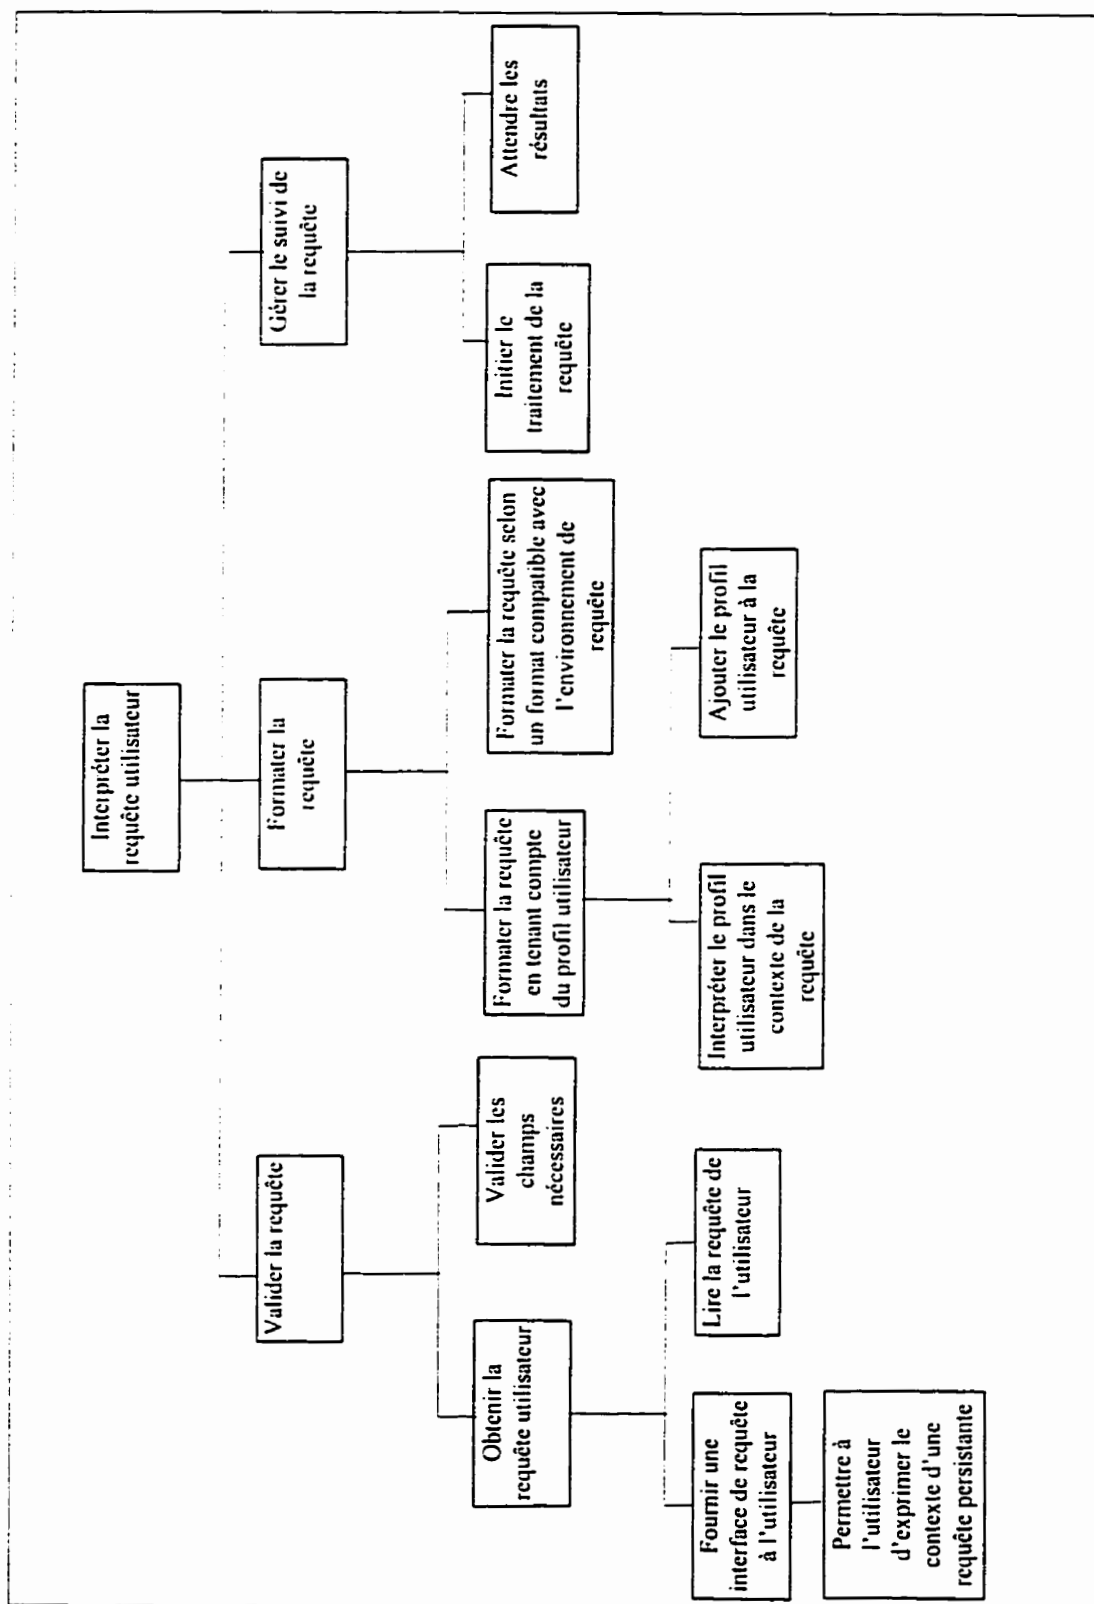 Interpréter la
requête utilisateur
Valider la requête
Formater la
requête
Gérer le suivi de
la requête
Obtenir la
requête utilisateur
Valider les
champs
nécessaires
Formater la requête
en tenant compte
du profil utilisateur
Formater la requête selon
un format compatible avec
l'environnement de
requête
Initier le
traitement de la
requête
Attendre les
résultats
Fournir une
interface de requête
à l'utilisateur
Lire la requête de
l'utilisateur
Interpréter le profil
utilisateur dans le
contexte de la
requête
Ajouter le profil
utilisateur à la
requête
Permettre à
l'utilisateur
d'exprimer le
contexte d'une
requête persistante